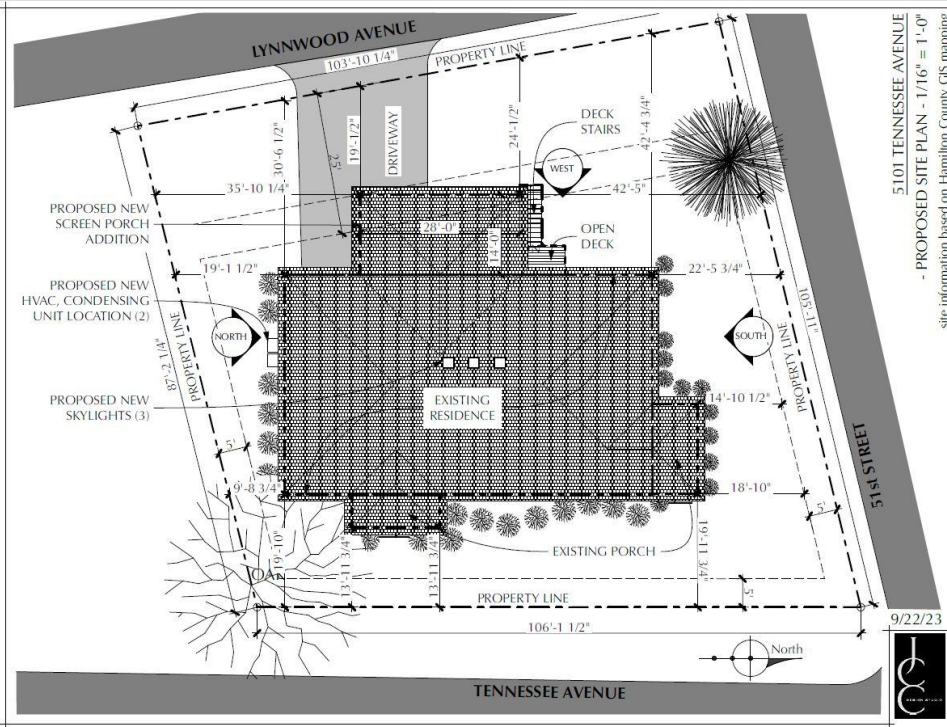 LYNNWOOD AVENUE
103'-10 1/4"
PROPERTY LINE
30'-6 1/2"
25'
19'-1/2"
DRIVEWAY
24'-1/2"
42'-4 3/4"
DECK
STAIRS
WEST
35'-10 1/4"
42'-5"
PROPOSED NEW
SCREEN PORCH
ADDITION
28'-0"
14'-0"
OPEN
DECK
19'-1 1/2"
22'-5 3/4"
PROPOSED NEW
HVAC, CONDENSING
UNIT LOCATION (2)
NORTH
SOUTH
87'-2 1/4"
PROPERTY LINE
PROPERTY LINE
105'-11"
PROPOSED NEW
SKYLIGHTS (3)
EXISTING
RESIDENCE
14'-10 1/2"
5'
9'-8 3/4"
18'-10"
5'
51st STREET
19'-10"
13'-11 3/4"
13'-11 3/4"
EXISTING PORCH
19'-11 3/4"
PROPERTY LINE
5'
106'-1 1/2"
North
TENNESSEE AVENUE
5101 TENNESSEE AVENUE
- PROPOSED SITE PLAN - 1/16" = 1'-0"
site information based on Hamilton County GIS mapping
9/22/23
JCC